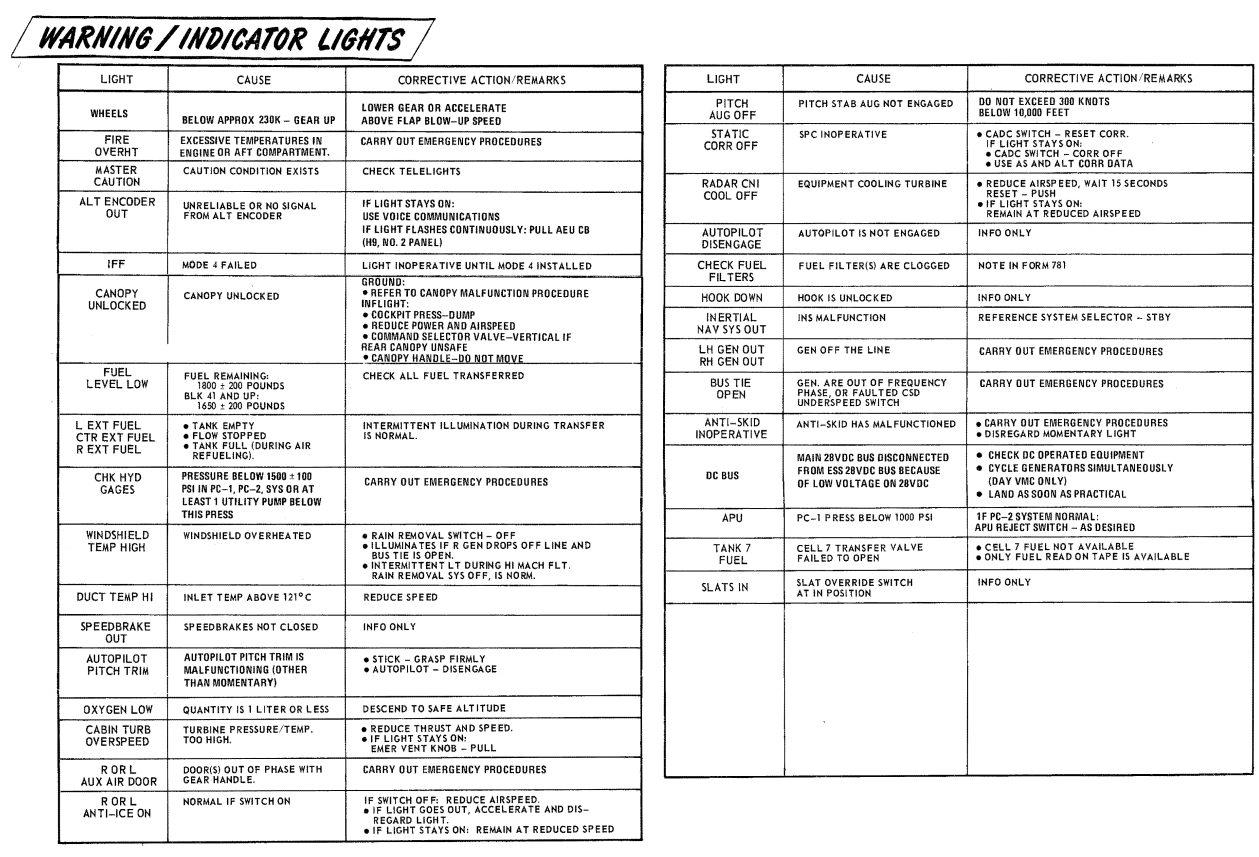 WARNING/INDICATOR LIGHTS
LIGHT CAUSE CORRECTIVE ACTION/REMARKS
WHEELS
BELOW APPROX 230K – GEAR UP
LOWER GEAR OR ACCELERATE
ABOVE FLAP BLOW–UP SPEED
FIRE
OVERHT
EXCESSIVE TEMPERATURES IN
ENGINE OR AFT COMPARTMENT.
CARRY OUT EMERGENCY PROCEDURES
MASTER
CAUTION
CAUTION CONDITION EXISTS
CHECK TELELIGHTS
ALT ENCODER
OUT
UNRELIABLE OR NO SIGNAL
FROM ALT ENCODER
IF LIGHT STAYS ON:
USE VOICE COMMUNICATIONS
IF LIGHT FLASHES CONTINUOUSLY: PULL AEU CB
(H9, NO. 2 PANEL)
IFF
MODE 4 FAILED
LIGHT INOPERATIVE UNTIL MODE 4 INSTALLED
CANOPY
UNLOCKED
CANOPY UNLOCKED
GROUND:
● REFER TO CANOPY MALFUNCTION PROCEDURE
INFLIGHT:
● COCKPIT PRESS–DUMP
● REDUCE POWER AND AIRSPEED
● COMMAND SELECTOR VALVE–VERTICAL IF
REAR CANOPY UNSAFE
● CANOPY HANDLE–DO NOT MOVE
FUEL
LEVEL LOW
FUEL REMAINING:
1800 ± 200 POUNDS
BLK 41 AND UP:
1650 ± 200 POUNDS
CHECK ALL FUEL TRANSFERRED
L EXT FUEL
CTR EXT FUEL
R EXT FUEL
● TANK EMPTY
● FLOW STOPPED
● TANK FULL (DURING AIR
REFUELING).
INTERMITTENT ILLUMINATION DURING TRANSFER
IS NORMAL.
CHK HYD
GAGES
PRESSURE BELOW 1500 ± 100
PSI IN PC–1, PC–2, SYS OR AT
LEAST 1 UTILITY PUMP BELOW
THIS PRESS
CARRY OUT EMERGENCY PROCEDURES
WINDSHIELD
TEMP HIGH
WINDSHIELD OVERHEATED
● RAIN REMOVAL SWITCH – OFF
● ILLUMINATES IF R GEN DROPS OFF LINE AND
BUS TIE IS OPEN.
● INTERMITTENT LT DURING HI MACH FLT.
RAIN REMOVAL SYS OFF, IS NORM.
DUCT TEMP HI
INLET TEMP ABOVE 121°C
REDUCE SPEED
SPEEDBRAKE
OUT
SPEEDBRAKES NOT CLOSED
INFO ONLY
AUTOPILOT
PITCH TRIM
AUTOPILOT PITCH TRIM IS
MALFUNCTIONING (OTHER
THAN MOMENTARY)
● STICK – GRASP FIRMLY
● AUTOPILOT – DISENGAGE
OXYGEN LOW
QUANTITY IS 1 LITER OR LESS
DESCEND TO SAFE ALTITUDE
CABIN TURB
OVERSPEED
TURBINE PRESSURE/TEMP.
TOO HIGH.
● REDUCE THRUST AND SPEED.
● IF LIGHT STAYS ON:
EMER VENT KNOB – PULL
R OR L
AUX AIR DOOR
DOOR(S) OUT OF PHASE WITH
GEAR HANDLE.
CARRY OUT EMERGENCY PROCEDURES
R OR L
ANTI–ICE ON
NORMAL IF SWITCH ON
IF SWITCH OFF: REDUCE AIRSPEED.
● IF LIGHT GOES OUT, ACCELERATE AND DIS–
REGARD LIGHT.
● IF LIGHT STAYS ON: REMAIN AT REDUCED SPEED
LIGHT CAUSE CORRECTIVE ACTION/REMARKS
PITCH
AUG OFF
PITCH STAB AUG NOT ENGAGED
DO NOT EXCEED 300 KNOTS
BELOW 10,000 FEET
STATIC
CORR OFF
SPC INOPERATIVE
● CADC SWITCH – RESET CORR.
IF LIGHT STAYS ON:
● CADC SWITCH – CORR OFF
● USE AS AND ALT CORR DATA
RADAR CNI
COOL OFF
EQUIPMENT COOLING TURBINE
● REDUCE AIRSPEED, WAIT 15 SECONDS
RESET – PUSH
● IF LIGHT STAYS ON:
REMAIN AT REDUCED AIRSPEED
AUTOPILOT
DISENGAGE
AUTOPILOT IS NOT ENGAGED
INFO ONLY
CHECK FUEL
FILTERS
FUEL FILTER(S) ARE CLOGGED
NOTE IN FORM 781
HOOK DOWN
HOOK IS UNLOCKED
INFO ONLY
INERTIAL
NAV SYS OUT
INS MALFUNCTION
REFERENCE SYSTEM SELECTOR – STBY
LH GEN OUT
RH GEN OUT
GEN OFF THE LINE
CARRY OUT EMERGENCY PROCEDURES
BUS TIE
OPEN
GEN. ARE OUT OF FREQUENCY
PHASE, OR FAULTED CSD
UNDERSPEED SWITCH
CARRY OUT EMERGENCY PROCEDURES
ANTI–SKID
INOPERATIVE
ANTI–SKID HAS MALFUNCTIONED
● CARRY OUT EMERGENCY PROCEDURES
● DISREGARD MOMENTARY LIGHT
DC BUS
MAIN 28VDC BUS DISCONNECTED
FROM ESS 28VDC BUS BECAUSE
OF LOW VOLTAGE ON 28VDC
● CHECK DC OPERATED EQUIPMENT
● CYCLE GENERATORS SIMULTANEOUSLY
(DAY VMC ONLY)
● LAND AS SOON AS PRACTICAL
APU
PC–1 PRESS BELOW 1000 PSI
IF PC–2 SYSTEM NORMAL:
APU REJECT SWITCH – AS DESIRED
TANK 7
FUEL
CELL 7 TRANSFER VALVE
FAILED TO OPEN
● CELL 7 FUEL NOT AVAILABLE
● ONLY FUEL READ ON TAPE IS AVAILABLE
SLATS IN
SLAT OVERRIDE SWITCH
AT IN POSITION
INFO ONLY